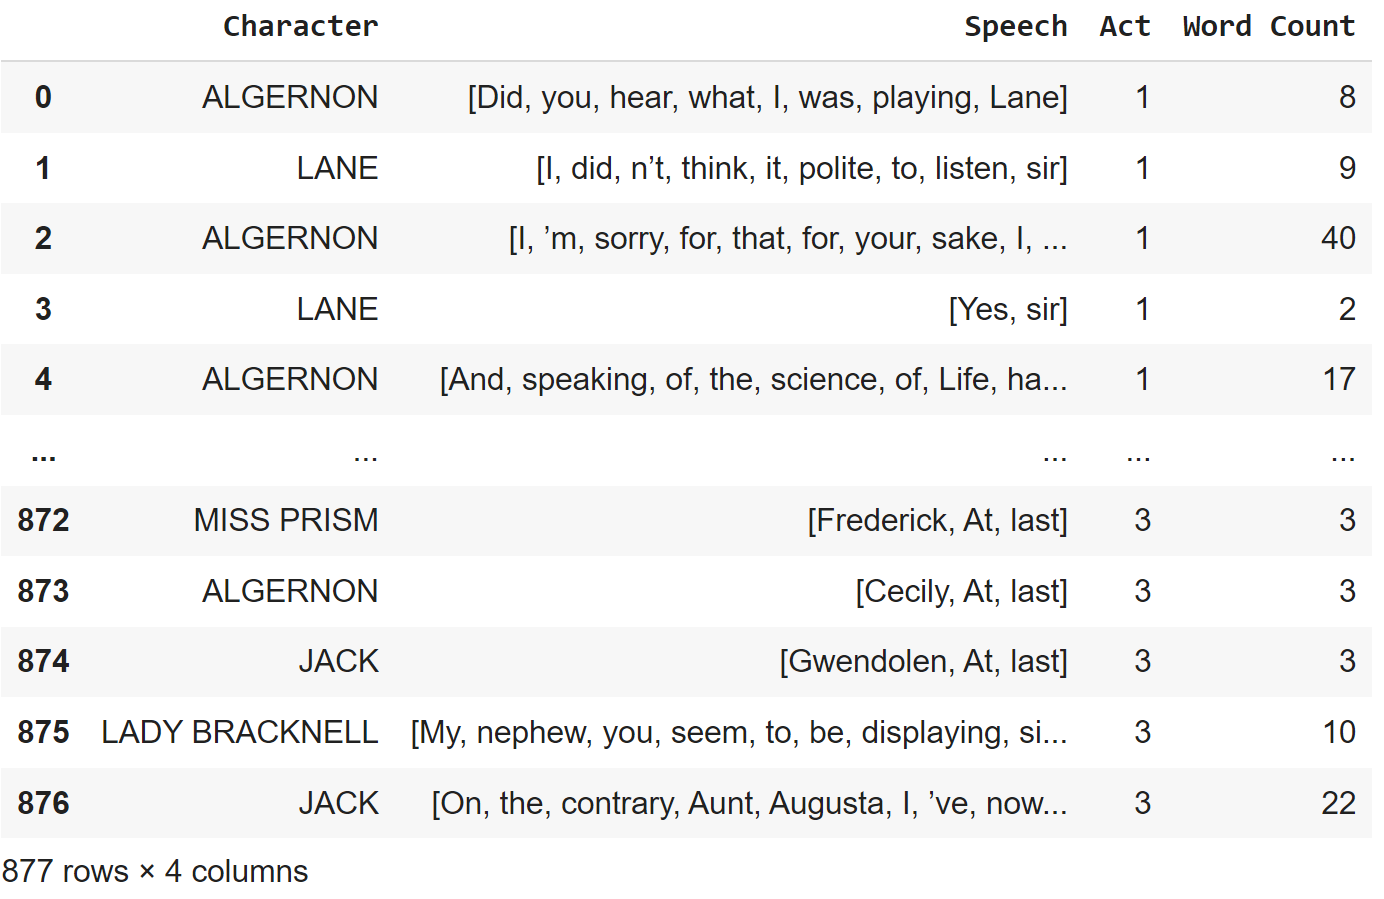 Character Speech Act Word Count
0 ALGERNON [Did, you, hear, what, I, was, playing, Lane] 1 8
1 LANE [I, did, n’t, think, it, polite, to, listen, sir] 1 9
2 ALGERNON [I, ’m, sorry, for, that, for, your, sake, I, ... 1 40
3 LANE [Yes, sir] 1 2
4 ALGERNON [And, speaking, of, the, science, of, Life, ha... 1 17
... ... ... ... ...
872 MISS PRISM [Frederick, At, last] 3 3
873 ALGERNON [Cecily, At, last] 3 3
874 JACK [Gwendolen, At, last] 3 3
875 LADY BRACKNELL [My, nephew, you, seem, to, be, displaying, si... 3 10
876 JACK [On, the, contrary, Aunt, Augusta, I, ’ve, now... 3 22
877 rows × 4 columns